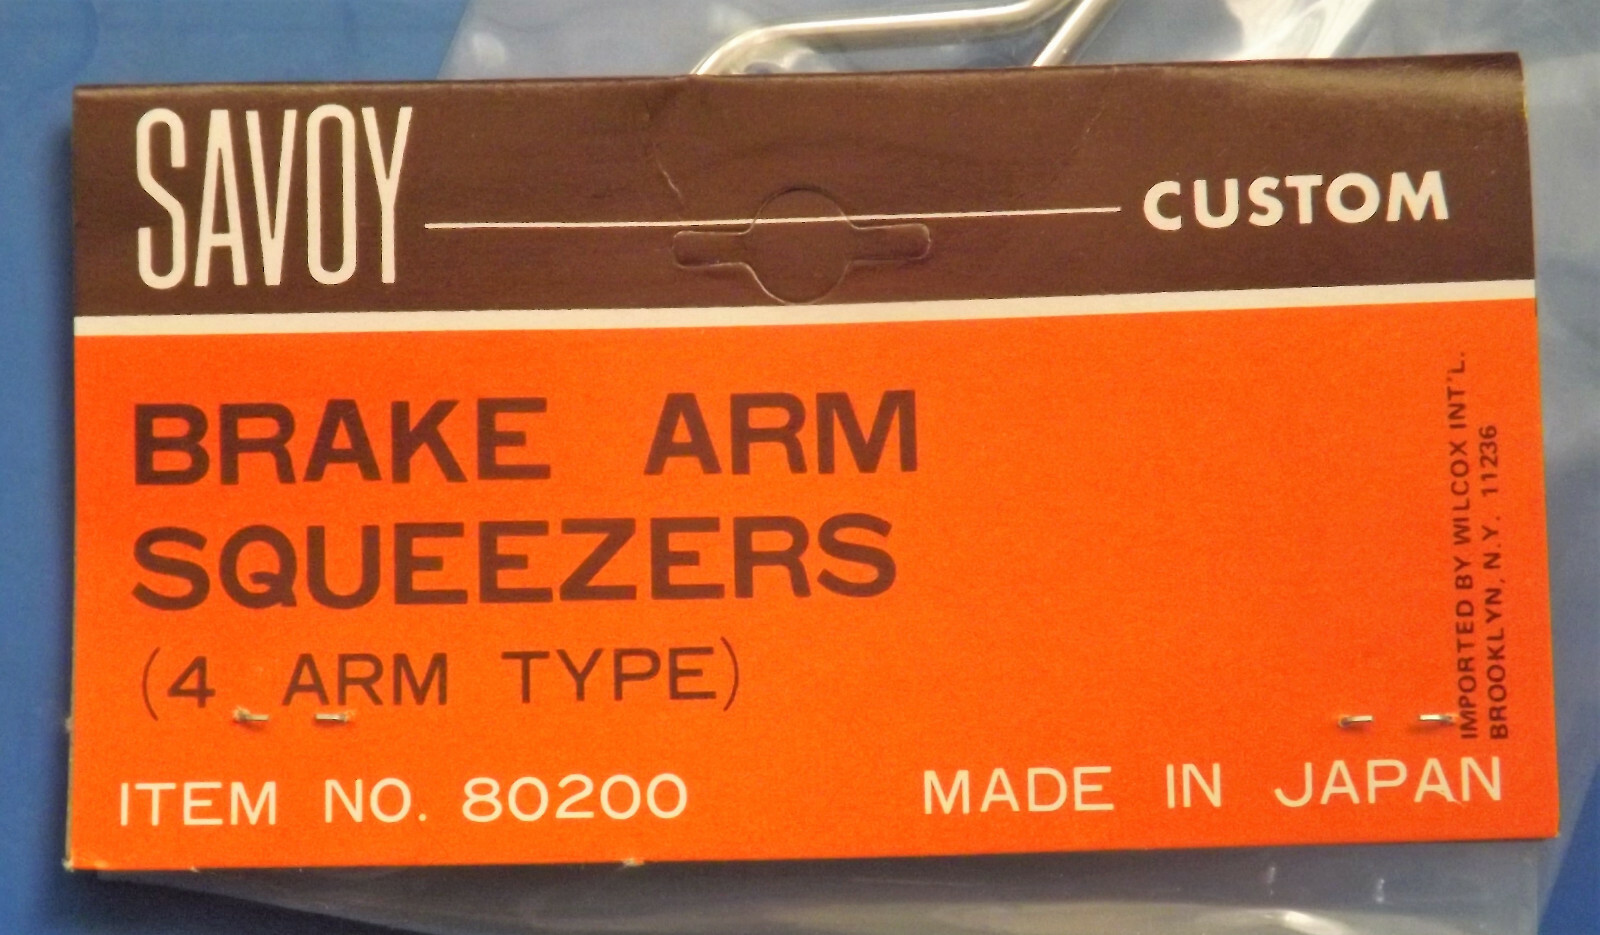 SAVOY CUSTOM
BRAKE ARM
SQUEEZERS
(4 ARM TYPE)
ITEM NO. 80200
MADE IN JAPAN
IMPORTED BY WILCOX INT'L.
BROOKLYN, N.Y. 11236